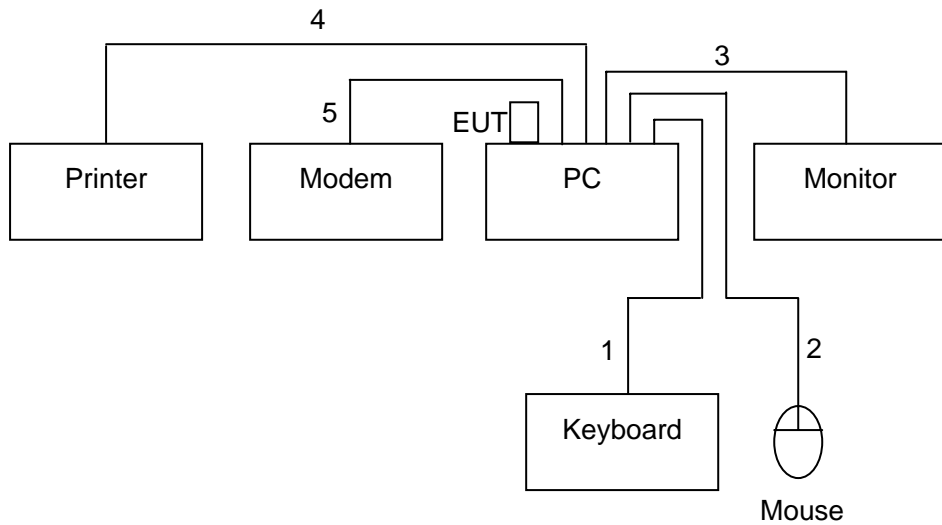 4
3
5
EUT
Printer
Modem
PC
Monitor
1
2
Keyboard
Mouse